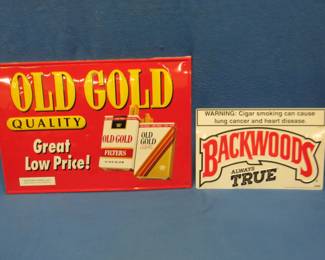 OLD GOLD
QUALITY
Great
Low Price!
OLD GOLD
FILTERS
OLD
GOLD
WARNING: Cigar smoking can cause
lung cancer and heart disease.
BACKWOODS
ALWAYS
TRUE